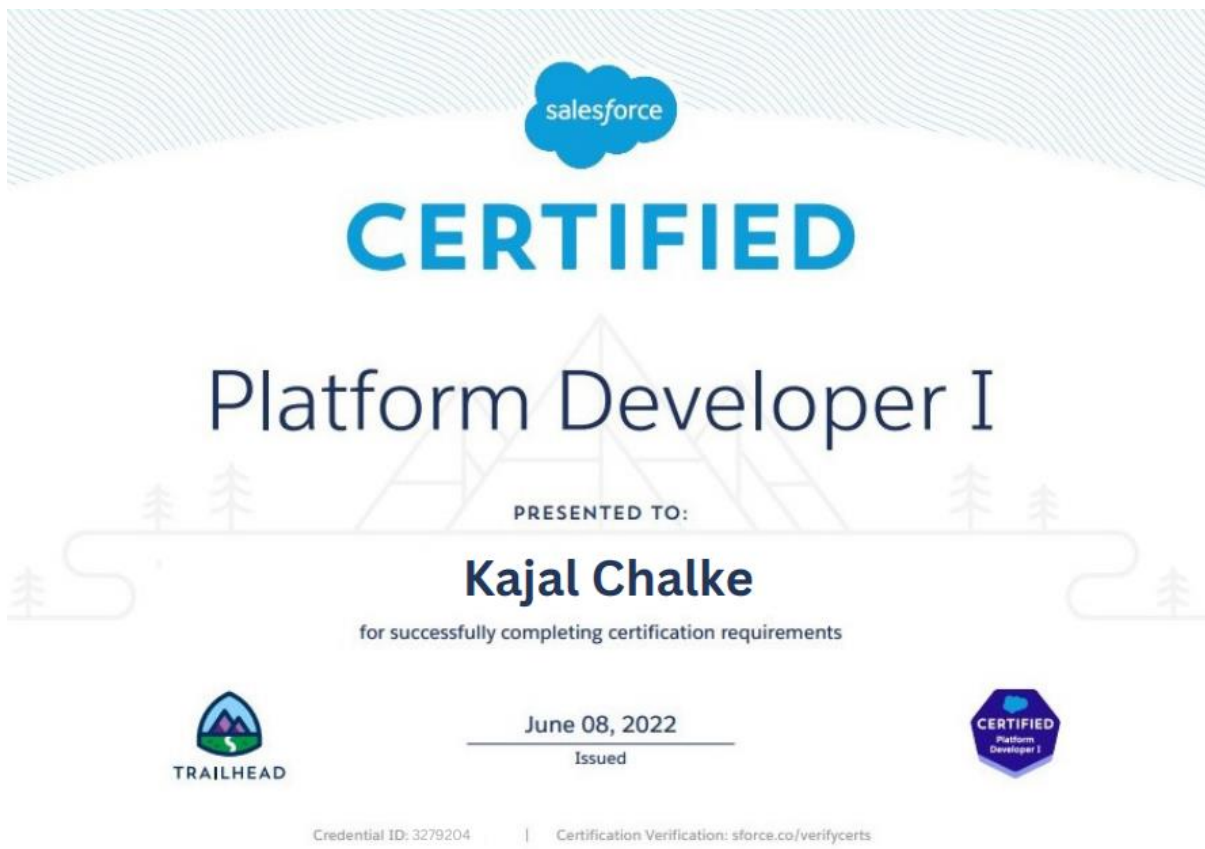 salesforce
CERTIFIED
Platform Developer I
PRESENTED TO:
Kajal Chalke
for successfully completing certification requirements
TRAILHEAD
June 08, 2022
Issued
CERTIFIED
Platform
Developer I
Credential ID: 3279204 | Certification Verification: sforce.co/verifycerts